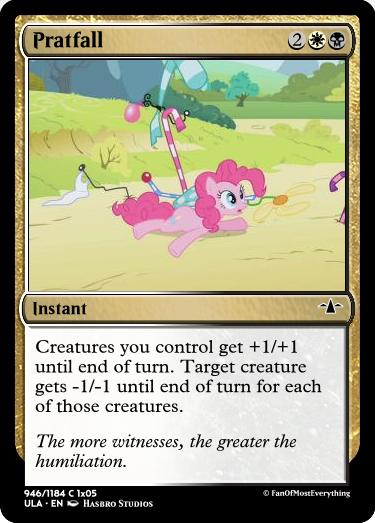 Pratfall 2
Instant
Creatures you control get +1/+1
until end of turn. Target creature
gets -1/-1 until end of turn for each
of those creatures.
The more witnesses, the greater the
humiliation.
946/1184 C 1x05
ULA • EN HASBRO STUDIOS
© FanOfMostEverything